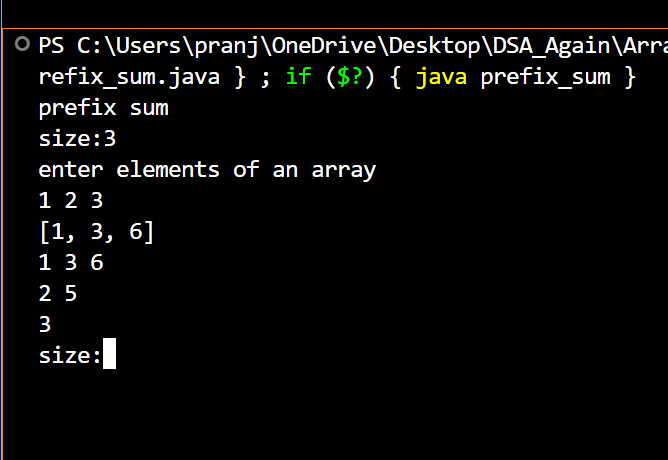 PS C:\Users\pranj\OneDrive\Desktop\DSA_Again\Arra
refix_sum.java } ; if ($?) { java prefix_sum }
prefix sum
size:3
enter elements of an array
1 2 3
[1, 3, 6]
1 3 6
2 5
3
size: